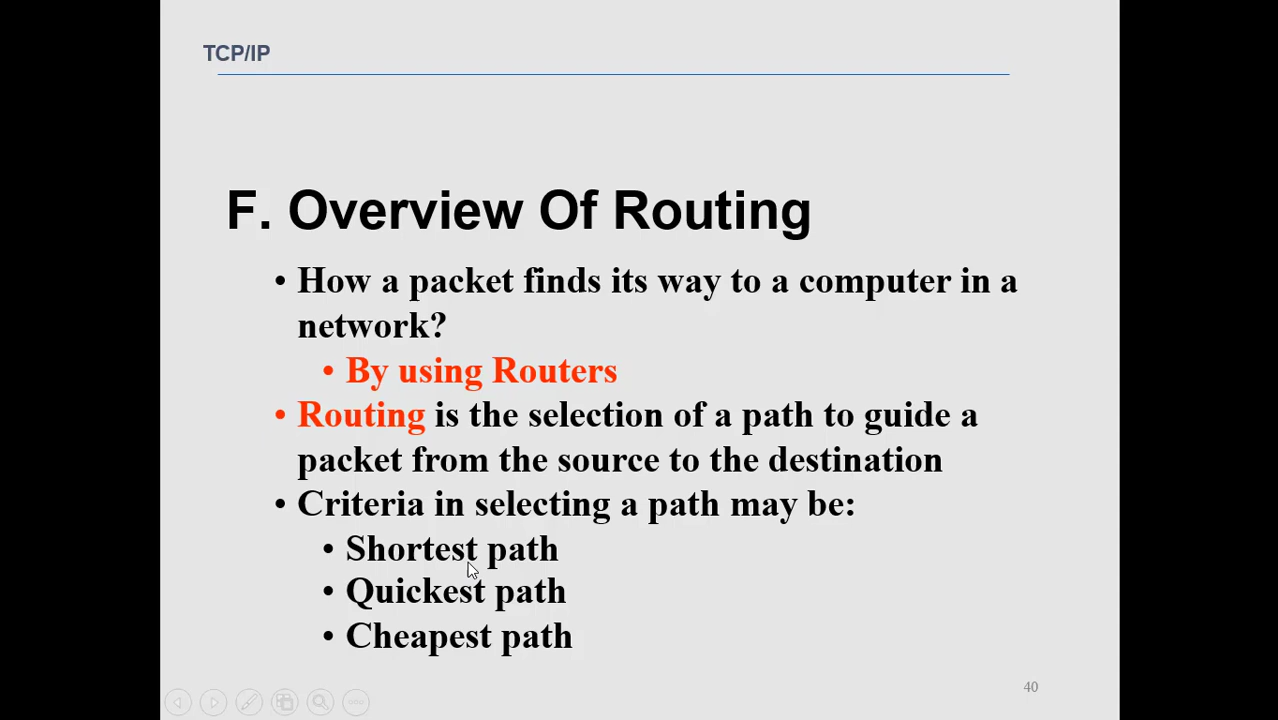 TCP/IP
F. Overview Of Routing
• How a packet finds its way to a computer in a
network?
• By using Routers
• Routing is the selection of a path to guide a
packet from the source to the destination
• Criteria in selecting a path may be:
• Shortest path
• Quickest path
• Cheapest path
40